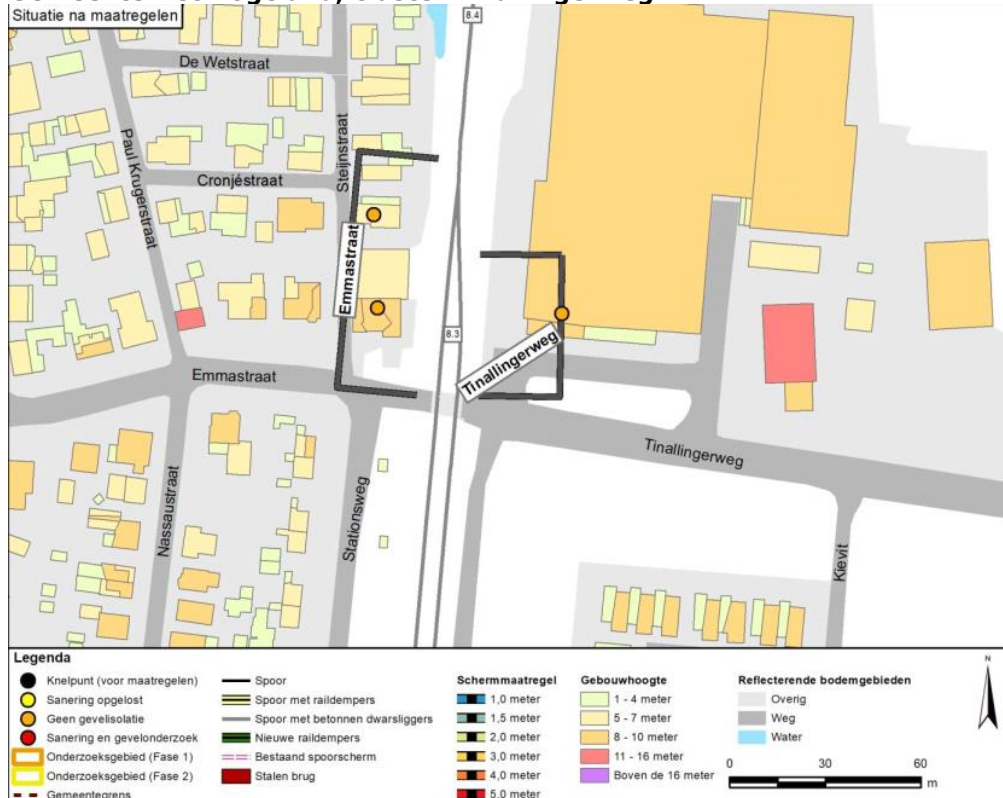 Situatie na maatregelen
8.4
De Wetstraat
Paul Krugerstraat
Steijnstraat
Cronjéstraat
Emmastraat
8.3
Tinallingerweg
Emmastraat
Tinallingerweg
Nassaustraat
Stationsweg
Kievit
Legenda
Knelpunt (voor maatregelen)
Sanering opgelost
Geen gevelisolatie
Sanering en gevelonderzoek
Onderzoeksgebied (Fase 1)
Onderzoeksgebied (Fase 2)
Gemeentegrens
Spoor
Spoor met raildempers
Spoor met betonnen dwarsliggers
Nieuwe raildempers
Bestaand spoorscherm
Stalen brug
Schermmaatregel
1,0 meter
1,5 meter
2,0 meter
3,0 meter
4,0 meter
5,0 meter
Gebouwhoogte
1 - 4 meter
5 - 7 meter
8 - 10 meter
11 - 16 meter
Boven de 16 meter
Reflecterende bodemgebieden
Overig
Weg
Water
N
0 30 60
m